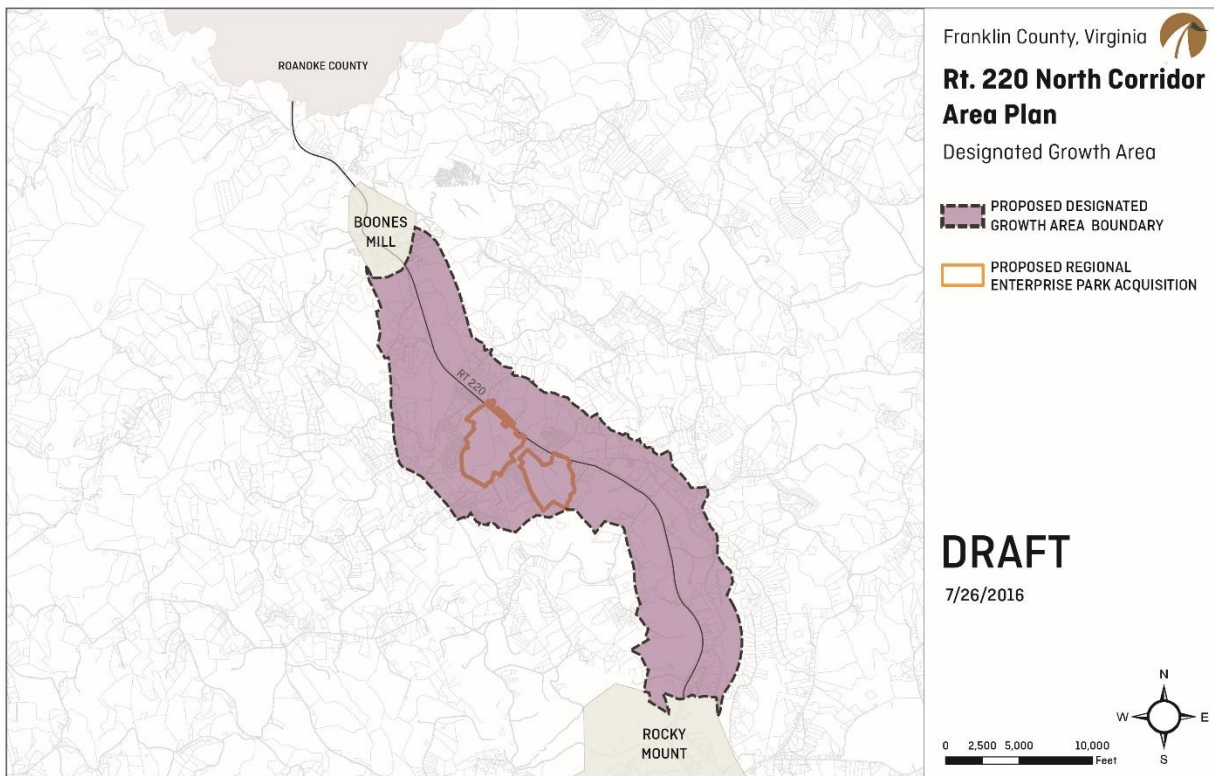 ROANOKE COUNTY
BOONES
MILL
RT 220
ROCKY
MOUNT
Franklin County, Virginia
Rt. 220 North Corridor
Area Plan
Designated Growth Area
PROPOSED DESIGNATED
GROWTH AREA BOUNDARY
PROPOSED REGIONAL
ENTERPRISE PARK ACQUISITION
DRAFT
7/26/2016
N
W E
S
0 2,500 5,000 10,000
Feet